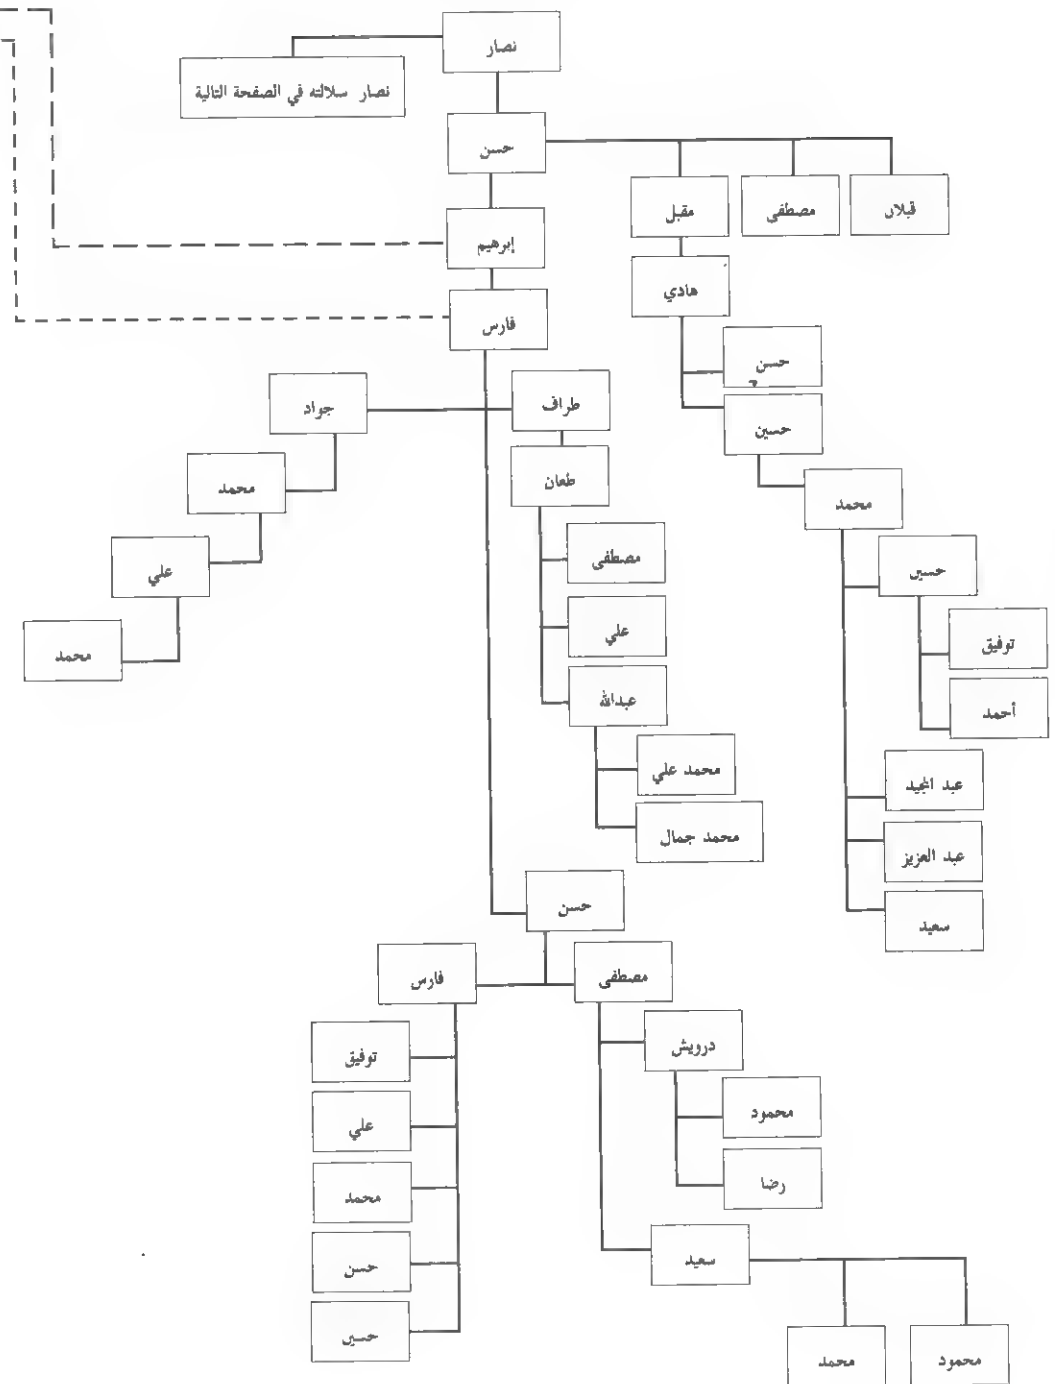 نصار
نصار سلالته في الصفحة التالية
حسن
قبلان
مصطفى
مقبل
إبرهيم
هادي
فارس
حسن
طراف
جواد
حسين
طعان
محمد
محمد
مصطفى
حسين
علي
علي
توفيق
محمد
عبدالله
أحمد
محمد علي
عبد المجيد
محمد جمال
عبد العزيز
حسن
سعيد
مصطفى
فارس
درويش
توفيق
محمود
علي
رضا
محمد
سعيد
حسن
حسين
محمود
محمد